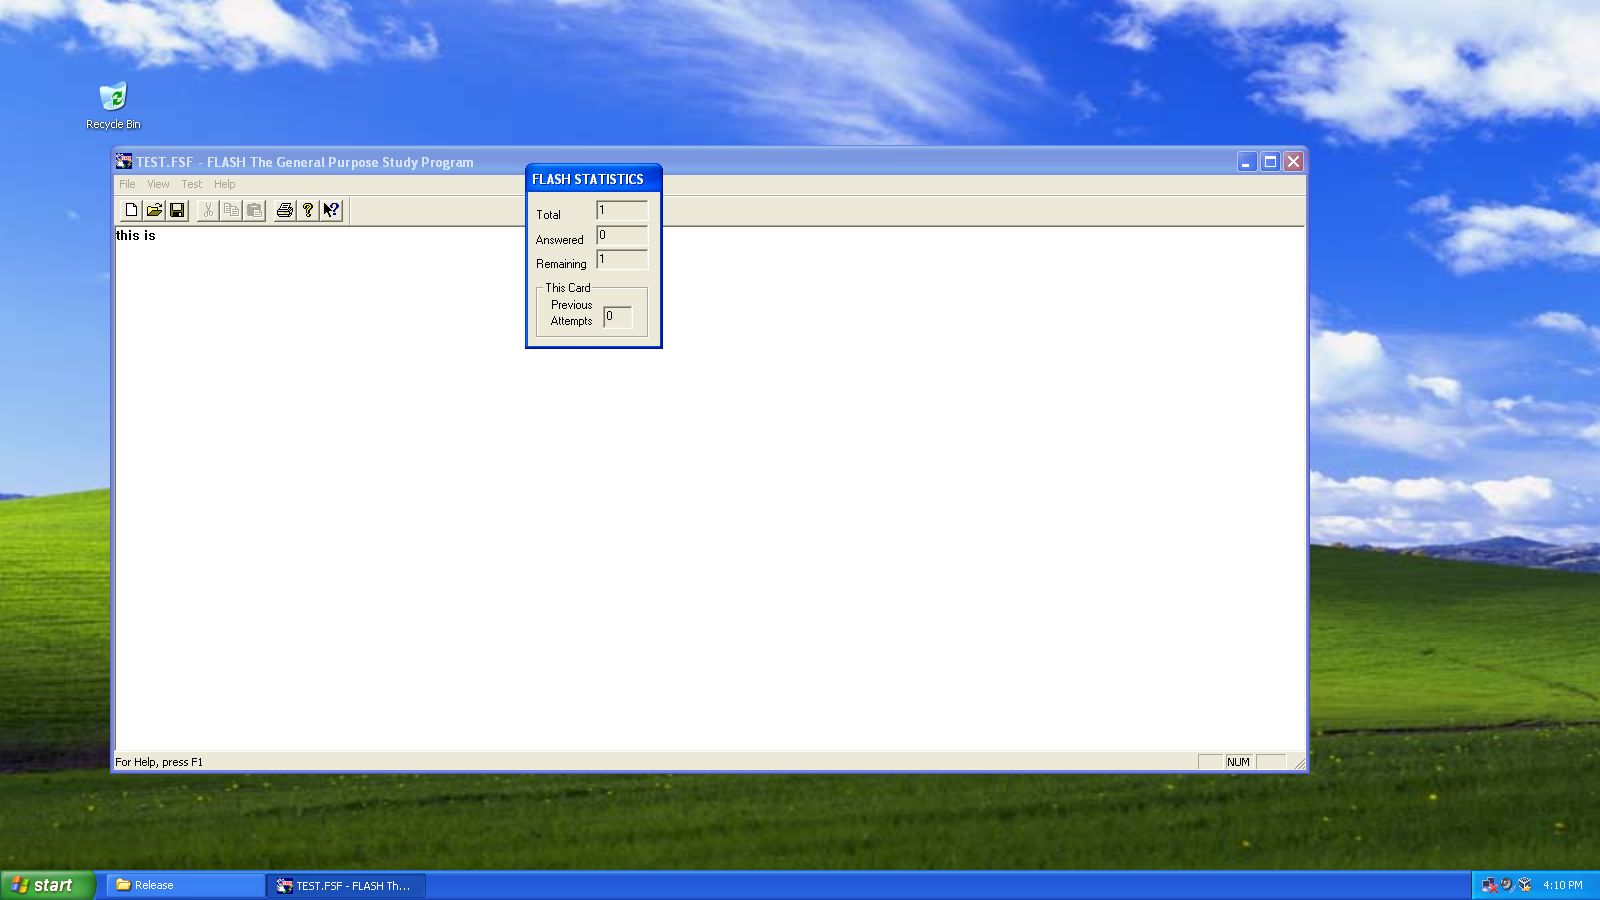 Recycle Bin
TEST.FSF - FLASH The General Purpose Study Program
File View Test Help
this is
FLASH STATISTICS
Total 1
Answered 0
Remaining 1
This Card
Previous
Attempts 0
For Help, press F1
NUM
start
Release
TEST.FSF - FLASH Th...
4:10 PM